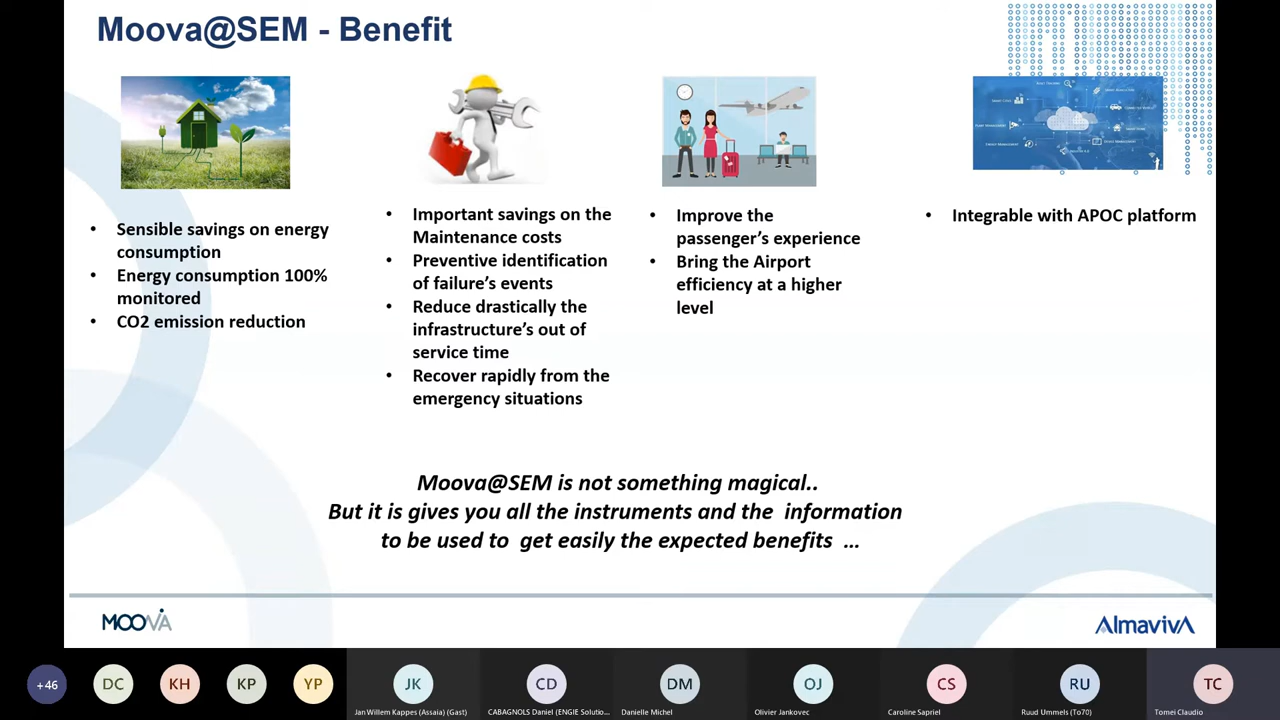 Moova@SEM - Benefit
• Sensible savings on energy
consumption
• Energy consumption 100%
monitored
• CO2 emission reduction
• Important savings on the
Maintenance costs
• Preventive identification
of failure’s events
• Reduce drastically the
infrastructure’s out of
service time
• Recover rapidly from the
emergency situations
• Improve the
passenger’s experience
• Bring the Airport
efficiency at a higher
level
• Integrable with APOC platform
Moova@SEM is not something magical..
But it is gives you all the instruments and the information
to be used to get easily the expected benefits ...
MOOVA
AlmavivA
+46
DC
KH
KP
YP
JK
CD
DM
OJ
CS
RU
TC
Jan Willem Kappes (Assaia) (Gast)
CABAGNOLS Daniel (ENGIE Solutio...
Danielle Michel
Olivier Jankovec
Caroline Sapriel
Ruud Ummels (To70)
Tomei Claudio